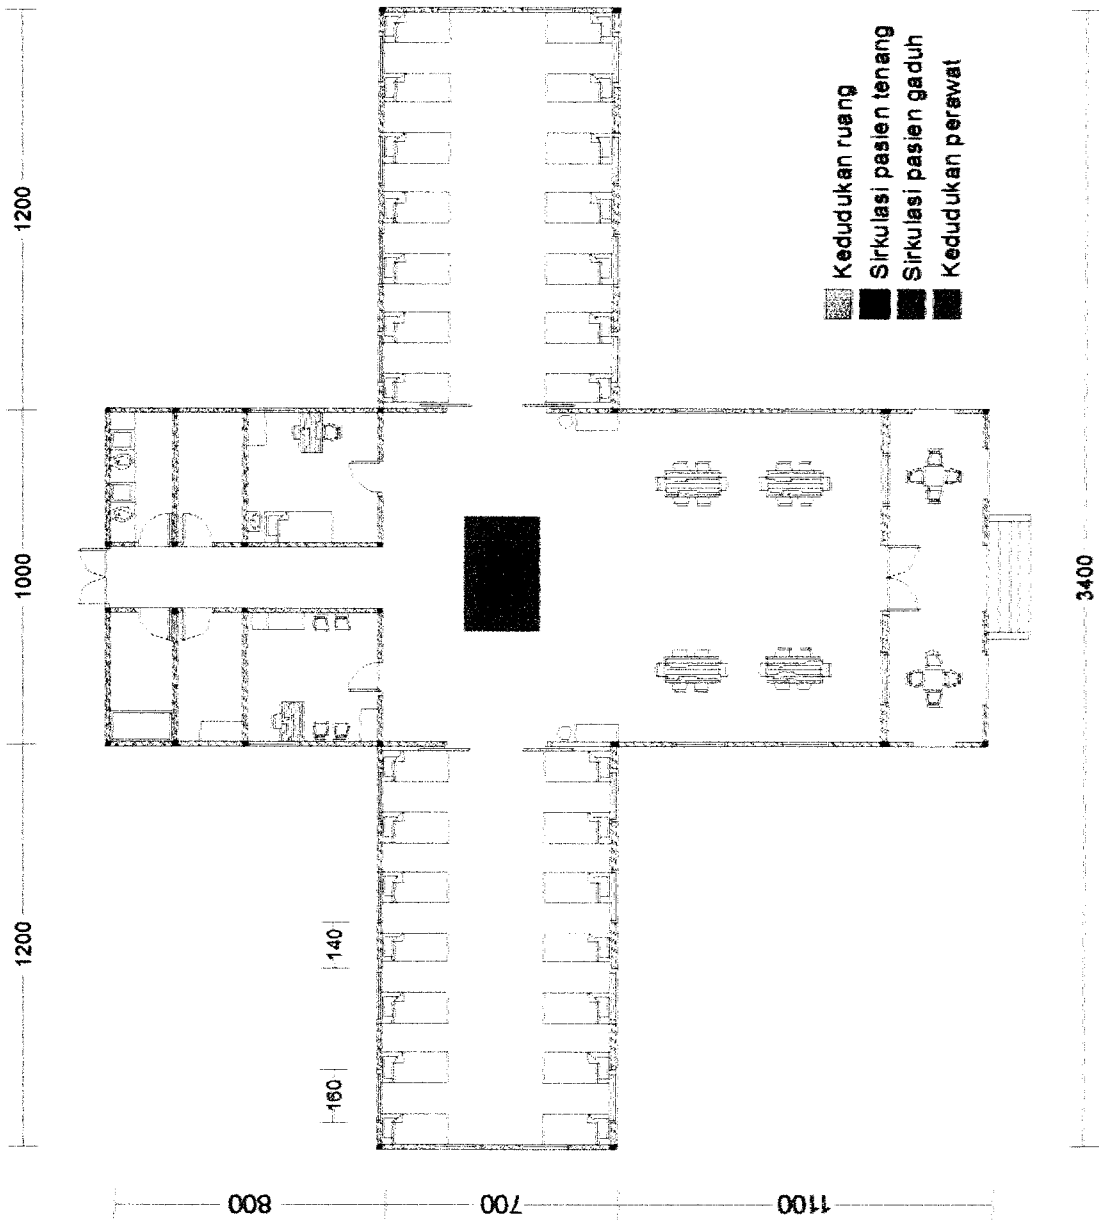 1200
1000
1200
3400
Kedudukan ruang
Sirkulasi pasien tenang
Sirkulasi pasien gaduh
Kedudukan perawat
140
160
800
700
1100